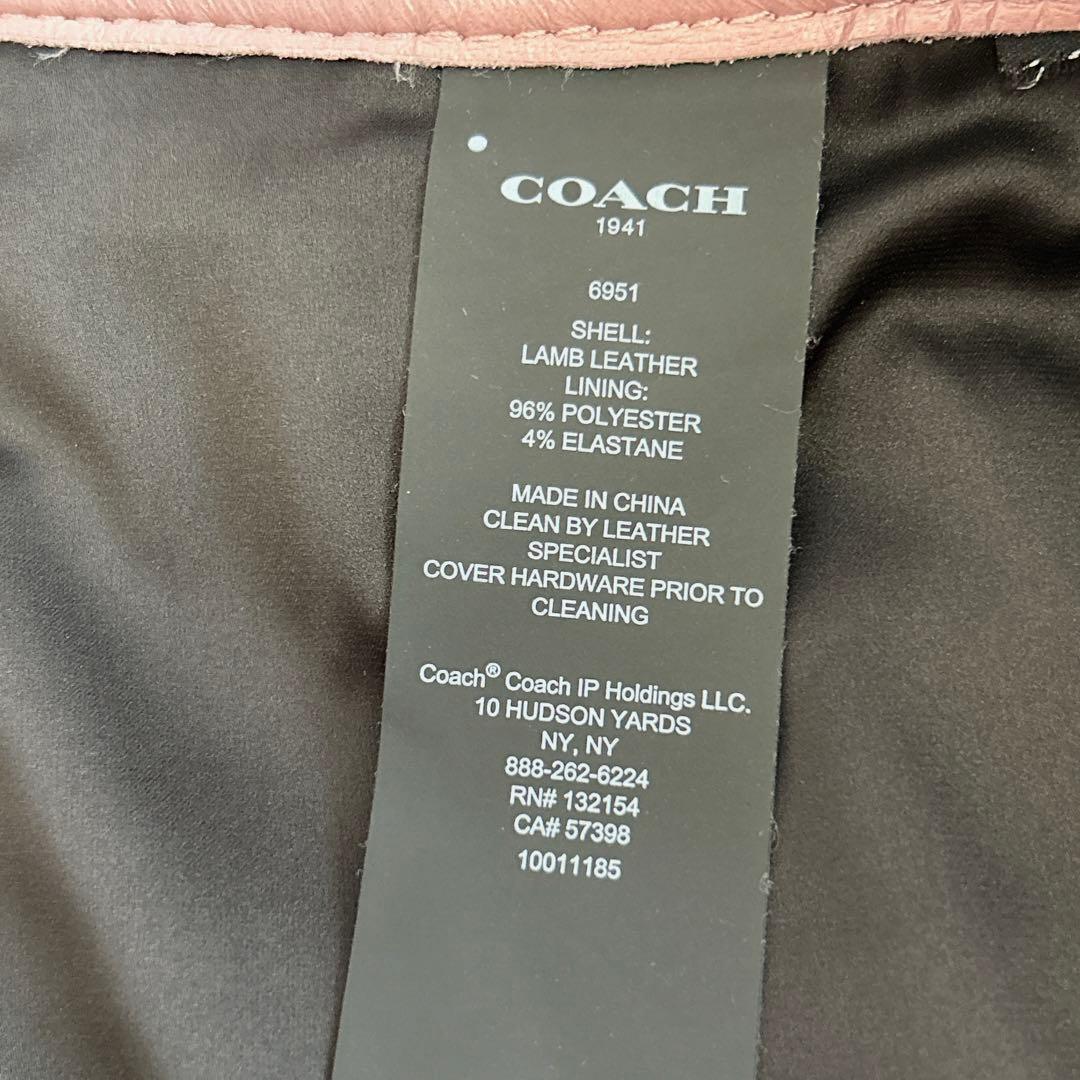 COACH
1941
6951
SHELL:
LAMB LEATHER
LINING:
96% POLYESTER
4% ELASTANE
MADE IN CHINA
CLEAN BY LEATHER
SPECIALIST
COVER HARDWARE PRIOR TO
CLEANING
Coach® Coach IP Holdings LLC.
10 HUDSON YARDS
NY, NY
888-262-6224
RN# 132154
CA# 57398
10011185